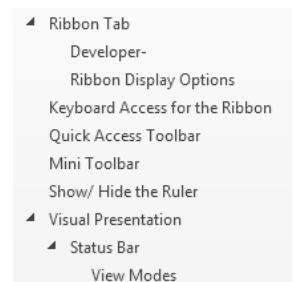 Ribbon Tab
Developer-
Ribbon Display Options
Keyboard Access for the Ribbon
Quick Access Toolbar
Mini Toolbar
Show/ Hide the Ruler
Visual Presentation
Status Bar
View Modes